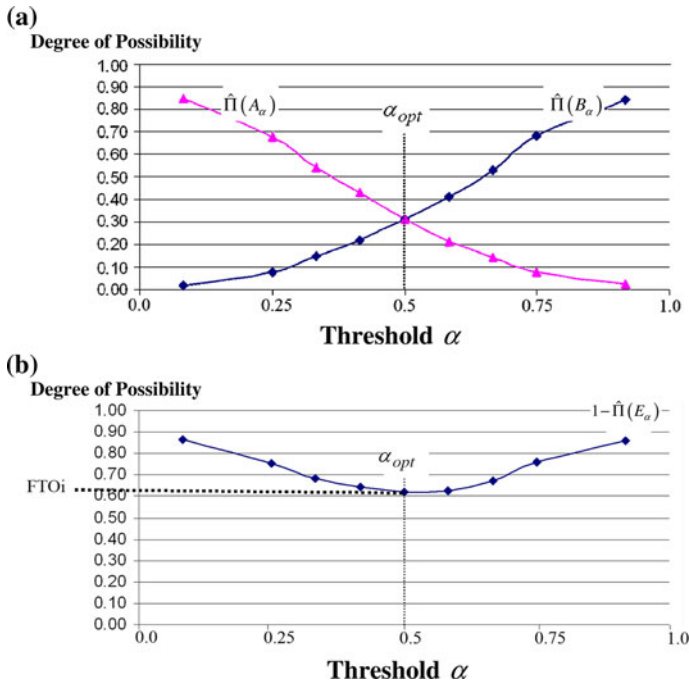 (a)
Degree of Possibility
1.00
0.90
0.80
0.70
0.60
0.50
0.40
0.30
0.20
0.10
0.00
Π̂(A_α)
α_opt
Π̂(B_α)
0.0 0.25 0.5 0.75 1.0
Threshold α
(b)
Degree of Possibility
1.00
0.90
0.80
0.70
0.60
0.50
0.40
0.30
0.20
0.10
0.00
FTOi
α_opt
1−Π̂(E_α)
0.0 0.25 0.5 0.75 1.0
Threshold α